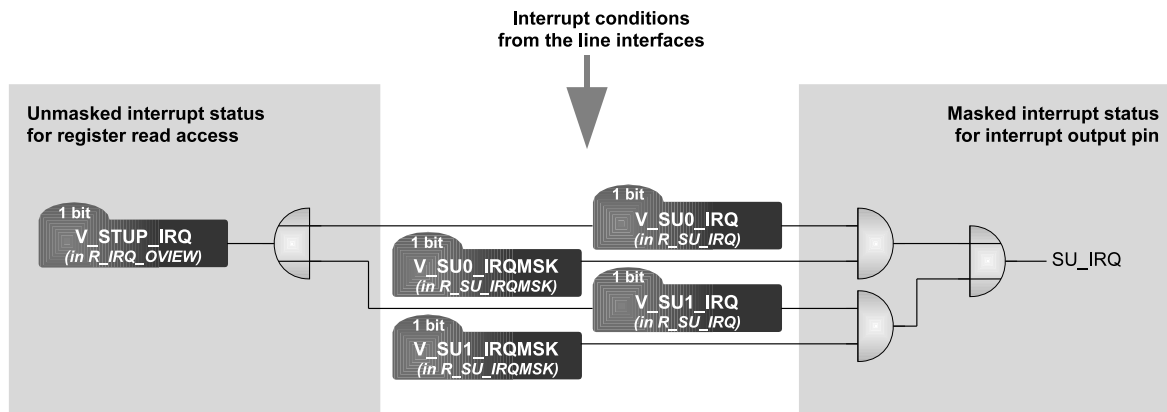 Interrupt conditions
from the line interfaces
Unmasked interrupt status
for register read access
Masked interrupt status
for interrupt output pin
1 bit
V_STUP_IRQ
(in R_IRQ_OVIEW)
1 bit
V_SU0_IRQ
(in R_SU_IRQ)
1 bit
V_SU0_IRQMSK
(in R_SU_IRQMSK)
1 bit
V_SU1_IRQ
(in R_SU_IRQ)
1 bit
V_SU1_IRQMSK
(in R_SU_IRQMSK)
SU_IRQ